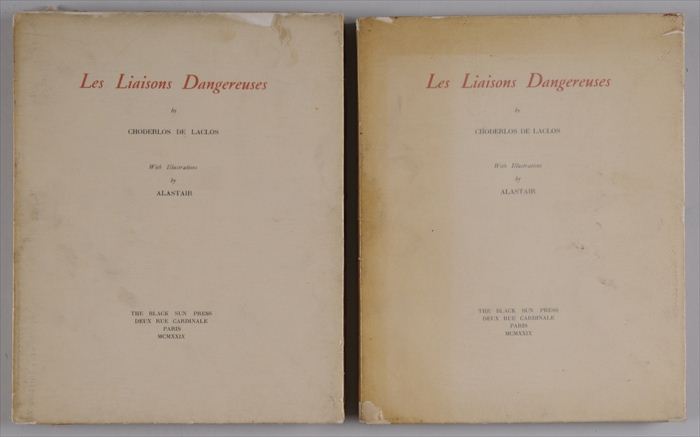 Les Liaisons Dangereuses
by
CHODERLOS DE LACLOS
With Illustrations
by
ALASTAIR
THE BLACK SUN PRESS
DEUX RUE CARDINALE
PARIS
MCMXXIX
Les Liaisons Dangereuses
by
CHODERLOS DE LACLOS
With Illustrations
by
ALASTAIR
THE BLACK SUN PRESS
DEUX RUE CARDINALE
PARIS
MCMXXIX